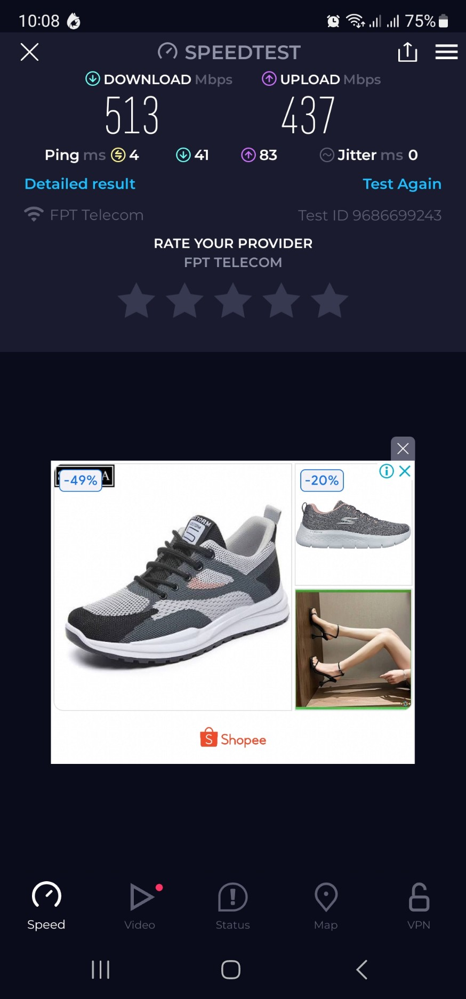 10:08 75%
SPEEDTEST
DOWNLOAD Mbps UPLOAD Mbps
513 437
Ping ms 4 41 83 Jitter ms 0
Detailed result Test Again
FPT Telecom Test ID 9686699243
RATE YOUR PROVIDER
FPT TELECOM
-49%
-20%
Shopee
Speed Video Status Map VPN